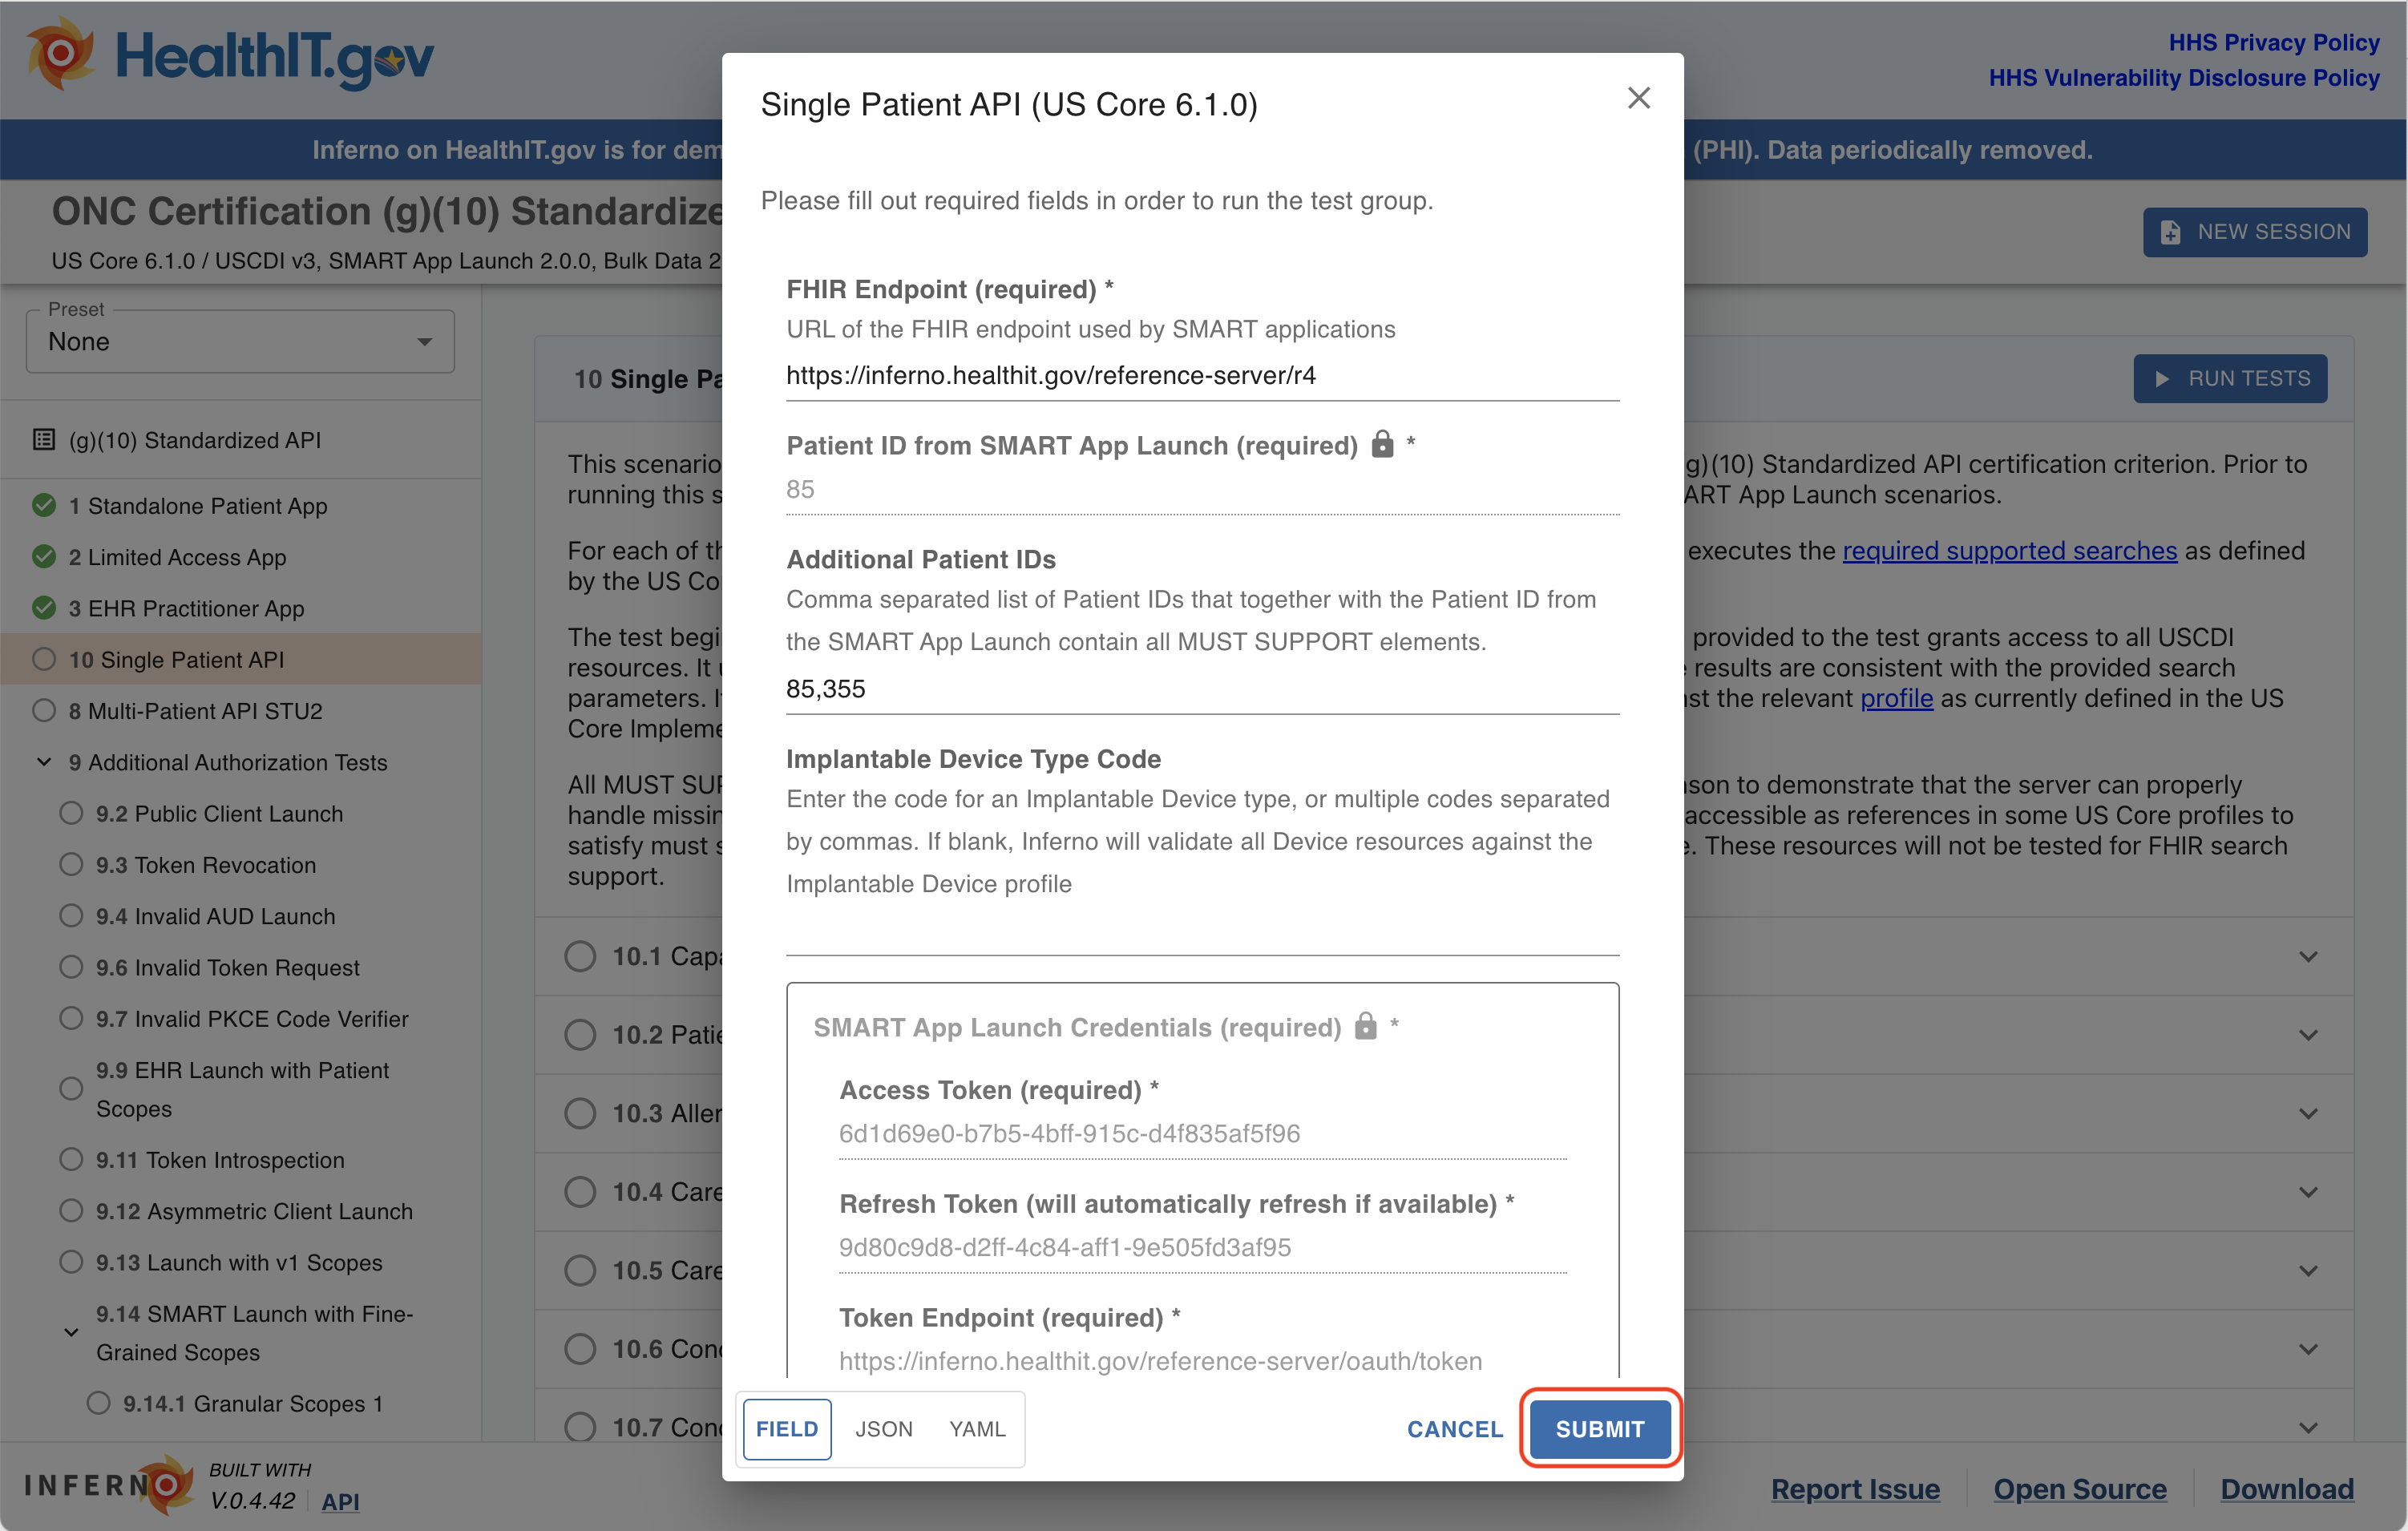 HealthIT.gov
HHS Privacy Policy
HHS Vulnerability Disclosure Policy
Inferno on HealthIT.gov is for dem
(PHI). Data periodically removed.
ONC Certification (g)(10) Standardize
US Core 6.1.0 / USCDI v3, SMART App Launch 2.0.0, Bulk Data 2
NEW SESSION
Preset
None
(g)(10) Standardized API
1 Standalone Patient App
2 Limited Access App
3 EHR Practitioner App
10 Single Patient API
8 Multi-Patient API STU2
9 Additional Authorization Tests
9.2 Public Client Launch
9.3 Token Revocation
9.4 Invalid AUD Launch
9.6 Invalid Token Request
9.7 Invalid PKCE Code Verifier
9.9 EHR Launch with Patient
Scopes
9.11 Token Introspection
9.12 Asymmetric Client Launch
9.13 Launch with v1 Scopes
9.14 SMART Launch with Fine-
Grained Scopes
9.14.1 Granular Scopes 1
10 Single Pa
RUN TESTS
This scenario
g)(10) Standardized API certification criterion. Prior to
running this s
ART App Launch scenarios.
For each of th
executes the required supported searches as defined
by the US Co
The test begi
provided to the test grants access to all USCDI
resources. It u
results are consistent with the provided search
parameters. I
st the relevant profile as currently defined in the US
Core Impleme
All MUST SUP
son to demonstrate that the server can properly
handle missin
accessible as references in some US Core profiles to
satisfy must s
e. These resources will not be tested for FHIR search
support.
10.1 Capa
10.2 Patie
10.3 Aller
10.4 Care
10.5 Care
10.6 Cond
10.7 Cond
Single Patient API (US Core 6.1.0)
Please fill out required fields in order to run the test group.
FHIR Endpoint (required) *
URL of the FHIR endpoint used by SMART applications
https://inferno.healthit.gov/reference-server/r4
Patient ID from SMART App Launch (required) *
85
Additional Patient IDs
Comma separated list of Patient IDs that together with the Patient ID from
the SMART App Launch contain all MUST SUPPORT elements.
85,355
Implantable Device Type Code
Enter the code for an Implantable Device type, or multiple codes separated
by commas. If blank, Inferno will validate all Device resources against the
Implantable Device profile
SMART App Launch Credentials (required) *
Access Token (required) *
6d1d69e0-b7b5-4bff-915c-d4f835af5f96
Refresh Token (will automatically refresh if available) *
9d80c9d8-d2ff-4c84-aff1-9e505fd3af95
Token Endpoint (required) *
https://inferno.healthit.gov/reference-server/oauth/token
FIELD JSON YAML
CANCEL SUBMIT
INFERNO
BUILT WITH
V.0.4.42 API
Report Issue Open Source Download